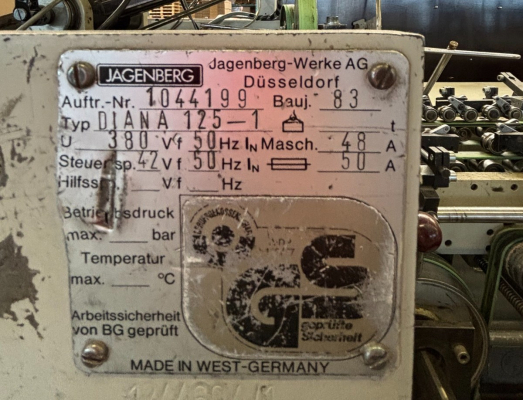 JAGENBERG Jagenberg-Werke AG
Düsseldorf
Auftr.-Nr. 1044199 Bauj. 83
Typ DIANA 125-1 t
U 380 V f 50 Hz IN Masch. 48 A
Steuersp. 42 V f 50 Hz IN 50 A
Hilfssp. V f Hz
Betriebsdruck
max. bar
Temperatur
max. °C
GS
geprüfte
Sicherheit
Arbeitssicherheit
von BG geprüft
MADE IN WEST-GERMANY